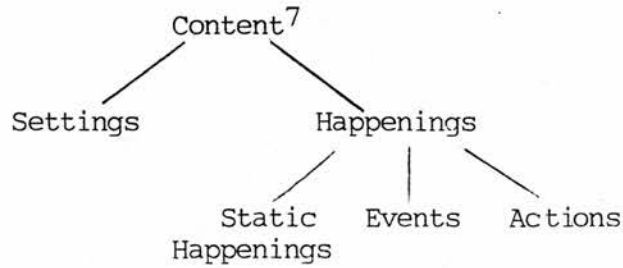 Content7
Settings Happenings
Static Events Actions
Happenings